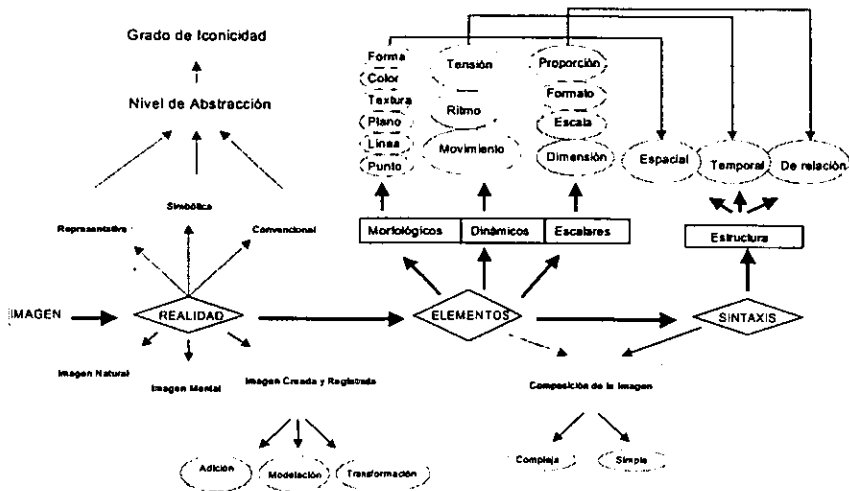 Grado de Iconicidad
Nivel de Abstracción
Representativa
Simbólica
Convencional
Forma
Color
Textura
Plano
Línea
Punto
Tensión
Ritmo
Movimiento
Proporción
Formato
Escala
Dimensión
Espacial
Temporal
De relación
Morfológicos
Dinámicos
Escalares
Estructura
IMAGEN
REALIDAD
ELEMENTOS
SINTAXIS
Imagen Natural
Imagen Mental
Imagen Creada y Registrada
Composición de la Imagen
Adición
Modelación
Transformación
Compleja
Simple